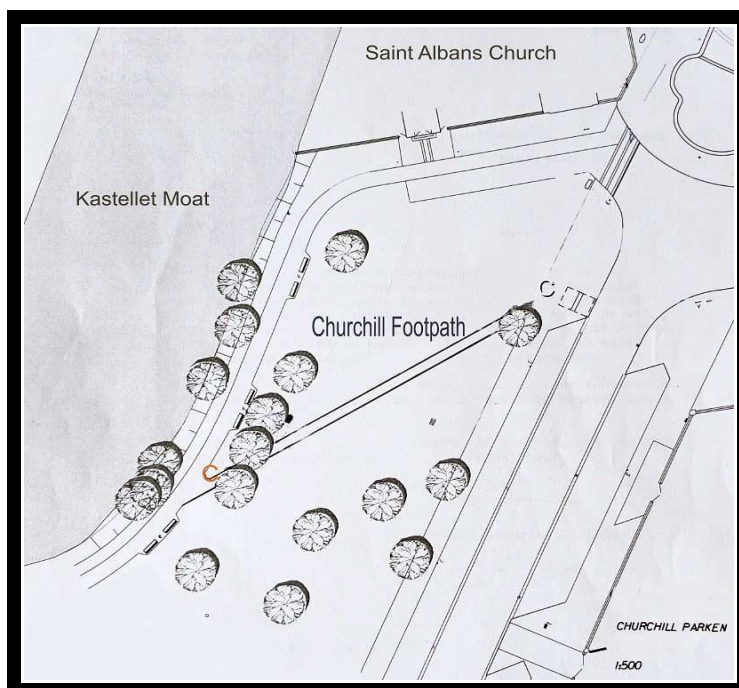 Saint Albans Church
Kastellet Moat
Churchill Footpath
C
C
CHURCHILL PARKEN
1:500